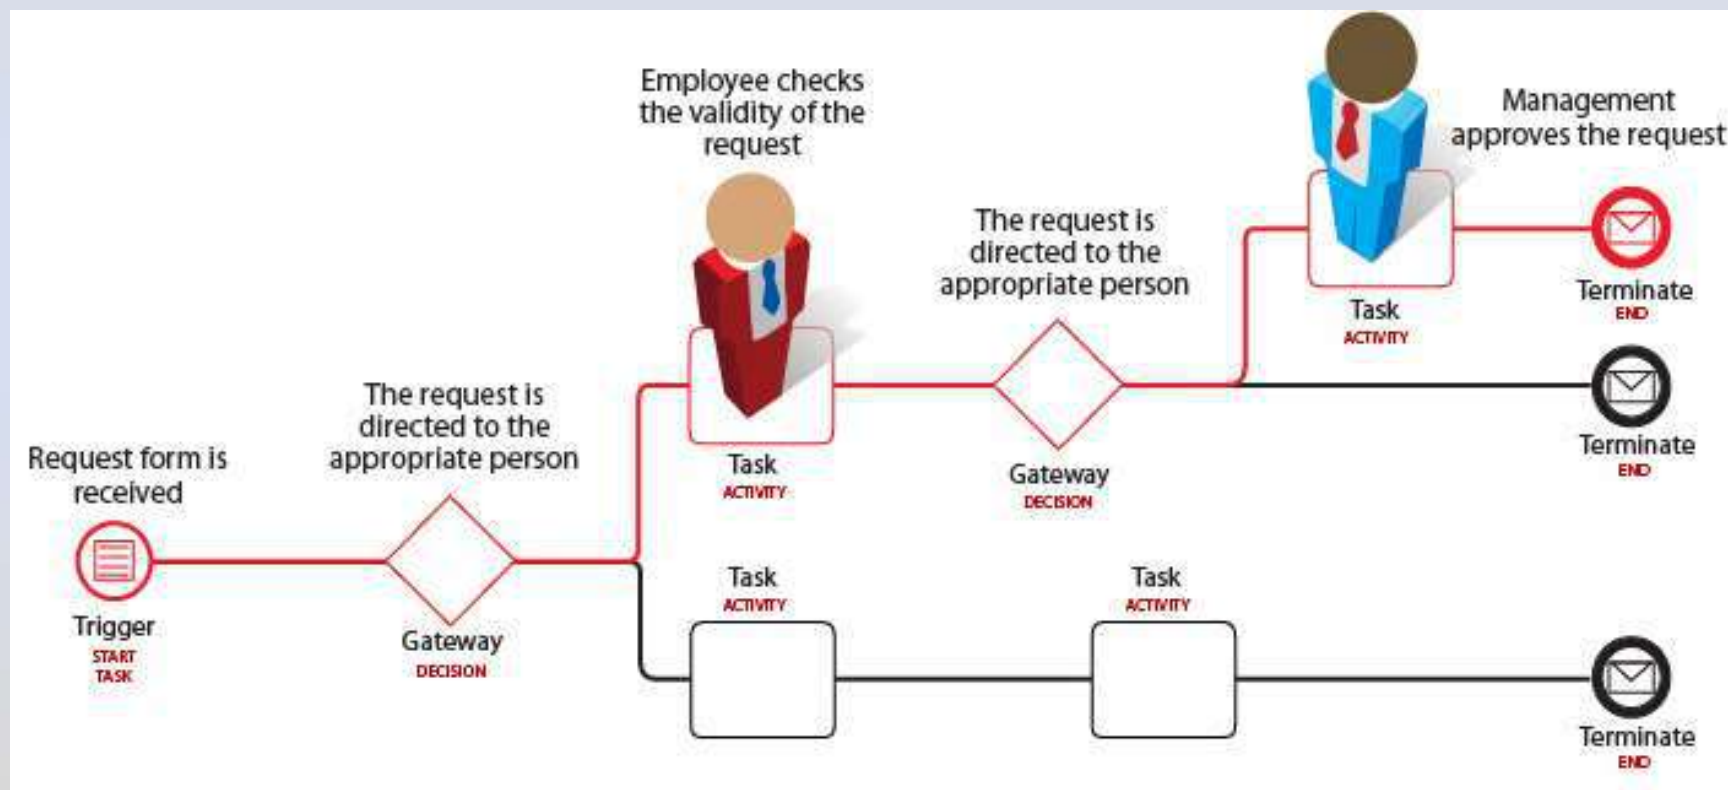 Employee checks
the validity of the
request
Management
approves the request
The request is
directed to the
appropriate person
Terminate
END
Task
ACTIVITY
The request is
directed to the
appropriate person
Terminate
END
Request form is
received
Task
ACTIVITY
Gateway
DECISION
Trigger
START
TASK
Gateway
DECISION
Task
ACTIVITY
Task
ACTIVITY
Terminate
END